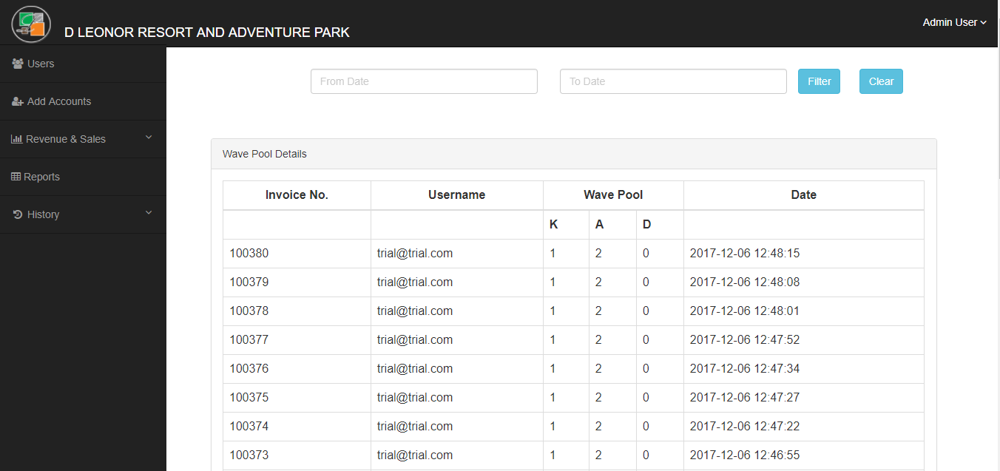 D LEONOR RESORT AND ADVENTURE PARK
Admin User
Users
Add Accounts
Revenue & Sales
Reports
History
From Date
To Date
Filter
Clear
Wave Pool Details
Invoice No. Username Wave Pool Date
K A D
100380 trial@trial.com 1 2 0 2017-12-06 12:48:15
100379 trial@trial.com 1 2 0 2017-12-06 12:48:08
100378 trial@trial.com 1 2 0 2017-12-06 12:48:01
100377 trial@trial.com 1 2 0 2017-12-06 12:47:52
100376 trial@trial.com 1 2 0 2017-12-06 12:47:34
100375 trial@trial.com 1 2 0 2017-12-06 12:47:27
100374 trial@trial.com 1 2 0 2017-12-06 12:47:22
100373 trial@trial.com 1 2 0 2017-12-06 12:46:55